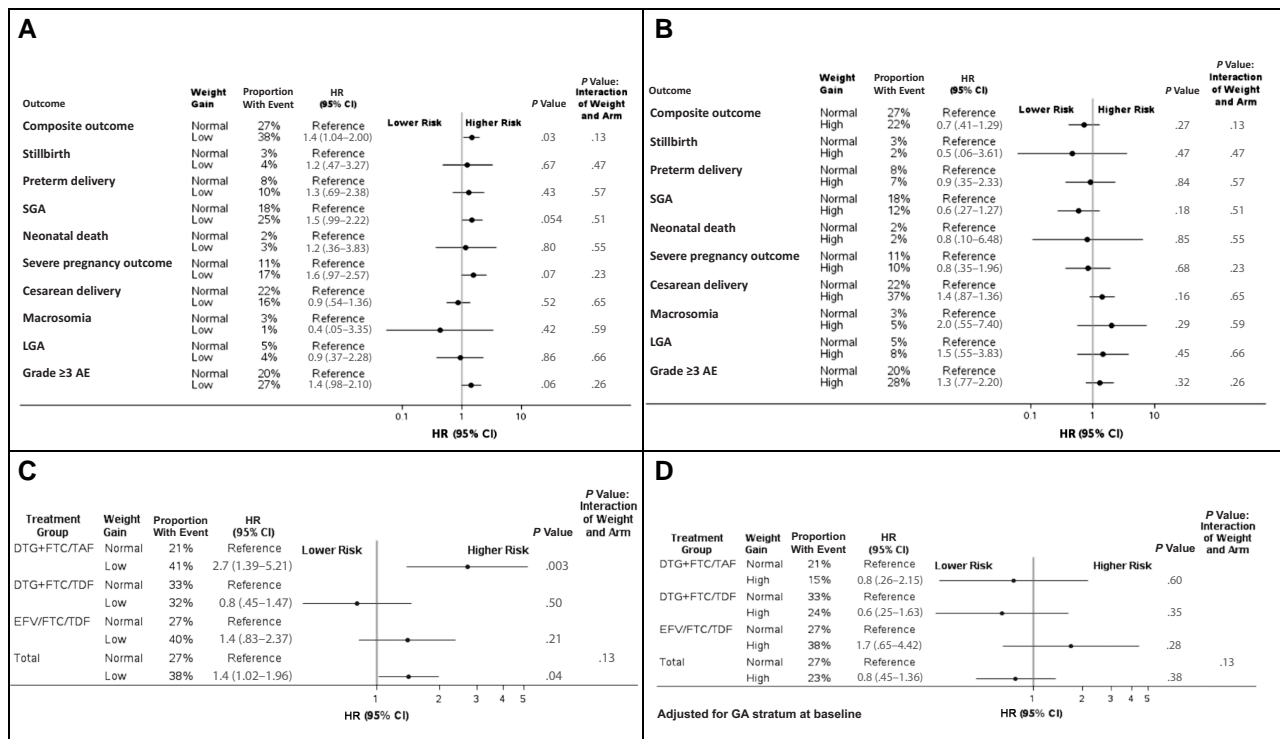 A
Outcome
Weight Gain
Proportion With Event
HR (95% CI)
P Value
P Value: Interaction of Weight and Arm
Lower Risk
Higher Risk
Composite outcome
Normal 27% Reference
Low 38% 1.4 (1.04–2.00) .03 .13
Stillbirth
Normal 3% Reference
Low 4% 1.2 (.47–3.27) .67 .47
Preterm delivery
Normal 8% Reference
Low 10% 1.3 (.69–2.38) .43 .57
SGA
Normal 18% Reference
Low 25% 1.5 (.99–2.22) .054 .51
Neonatal death
Normal 2% Reference
Low 3% 1.2 (.36–3.83) .80 .55
Severe pregnancy outcome
Normal 11% Reference
Low 17% 1.6 (.97–2.57) .07 .23
Cesarean delivery
Normal 22% Reference
Low 16% 0.9 (.54–1.36) .52 .65
Macrosomia
Normal 3% Reference
Low 1% 0.4 (.05–3.35) .42 .59
LGA
Normal 5% Reference
Low 4% 0.9 (.37–2.28) .86 .66
Grade ≥3 AE
Normal 20% Reference
Low 27% 1.4 (.98–2.10) .06 .26
0.1 1 10
HR (95% CI)
B
Outcome
Weight Gain
Proportion With Event
HR (95% CI)
P Value
P Value: Interaction of Weight and Arm
Lower Risk
Higher Risk
Composite outcome
Normal 27% Reference
High 22% 0.7 (.41–1.29) .27 .13
Stillbirth
Normal 3% Reference
High 2% 0.5 (.06–3.61) .47 .47
Preterm delivery
Normal 8% Reference
High 7% 0.9 (.35–2.33) .84 .57
SGA
Normal 18% Reference
High 12% 0.6 (.27–1.27) .18 .51
Neonatal death
Normal 2% Reference
High 2% 0.8 (.10–6.48) .85 .55
Severe pregnancy outcome
Normal 11% Reference
High 10% 0.8 (.35–1.96) .68 .23
Cesarean delivery
Normal 22% Reference
High 37% 1.4 (.87–1.36) .16 .65
Macrosomia
Normal 3% Reference
High 5% 2.0 (.55–7.40) .29 .59
LGA
Normal 5% Reference
High 8% 1.5 (.55–3.83) .45 .66
Grade ≥3 AE
Normal 20% Reference
High 28% 1.3 (.77–2.20) .32 .26
0.1 1 10
HR (95% CI)
C
Treatment Group
Weight Gain
Proportion With Event
HR (95% CI)
P Value
P Value: Interaction of Weight and Arm
Lower Risk
Higher Risk
DTG+FTC/TAF Normal 21% Reference
Low 41% 2.7 (1.39–5.21) .003
DTG+FTC/TDF Normal 33% Reference
Low 32% 0.8 (.45–1.47) .50
EFV/FTC/TDF Normal 27% Reference
Low 40% 1.4 (.83–2.37) .21
Total Normal 27% Reference .13
Low 38% 1.4 (1.02–1.96) .04
1 2 3 4 5
HR (95% CI)
D
Treatment Group
Weight Gain
Proportion With Event
HR (95% CI)
P Value
P Value: Interaction of Weight and Arm
Lower Risk
Higher Risk
DTG+FTC/TAF Normal 21% Reference
High 15% 0.8 (.26–2.15) .60
DTG+FTC/TDF Normal 33% Reference
High 24% 0.6 (.25–1.63) .35
EFV/FTC/TDF Normal 27% Reference
High 38% 1.7 (.65–4.42) .28
Total Normal 27% Reference .13
High 23% 0.8 (.45–1.36) .38
1 2 3 4 5
HR (95% CI)
Adjusted for GA stratum at baseline